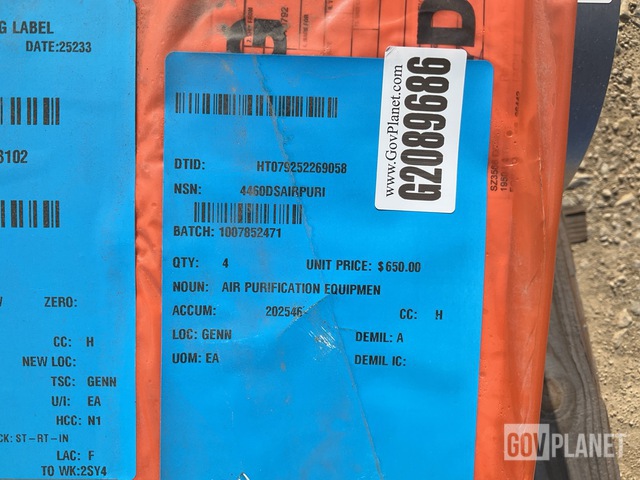 G LABEL
DATE:25233
3102
ZERO:
CC: H
NEW LOC:
TSC: GENN
U/I: EA
HCC: N1
CK: ST-RT-IN
LAC: F
TO WK:2SY4
DTID: HT079252269058
NSN: 4460DSAIRPURI
BATCH: 1007852471
QTY: 4 UNIT PRICE: $650.00
NOUN: AIR PURIFICATION EQUIPMEN
ACCUM: 202546 CC: H
LOC: GENN DEMIL: A
UOM: EA DEMIL IC:
www.GovPlanet.com
G2089686
D
GOVPLANET